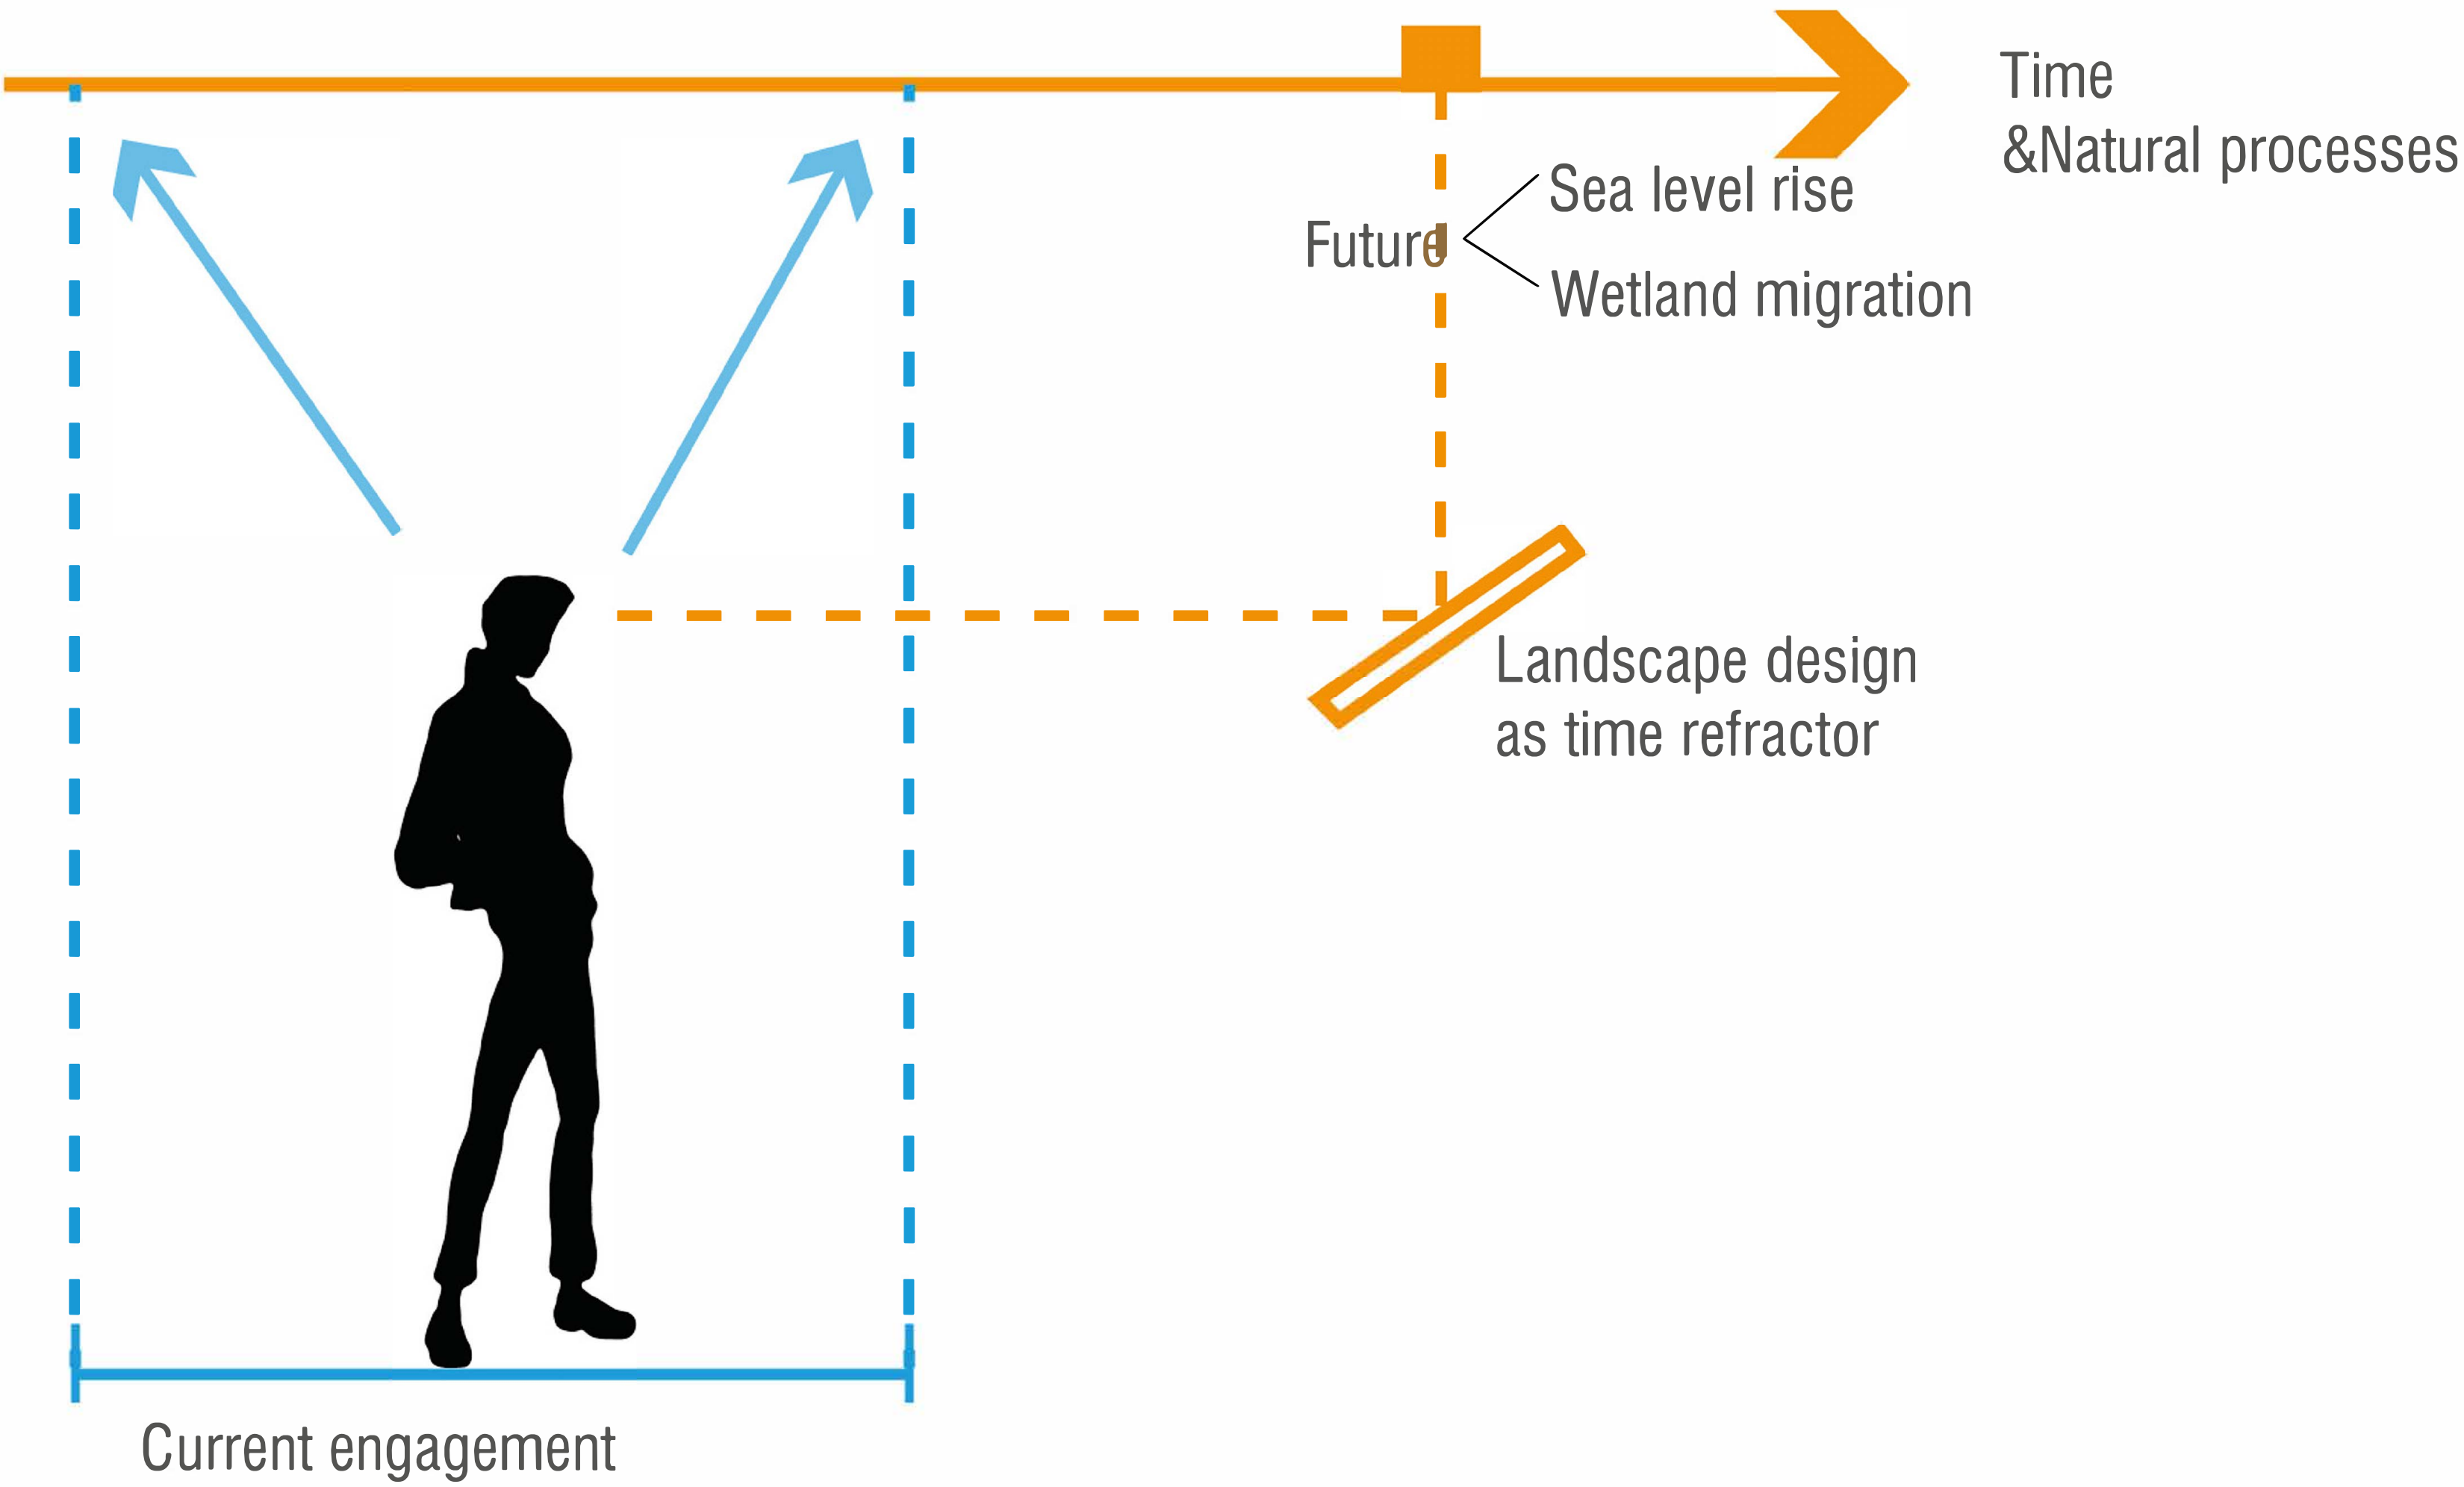 Time
&Natural processes
Sea level rise
Future
Wetland migration
Landscape design
as time refractor
Current engagement